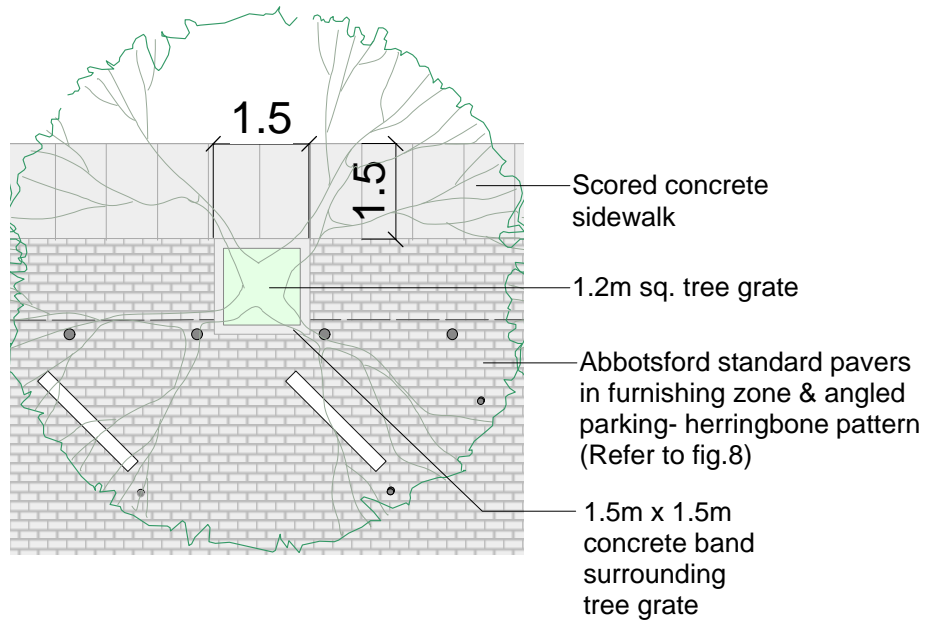 1.5
1.5
Scored concrete
sidewalk
1.2m sq. tree grate
Abbotsford standard pavers
in furnishing zone & angled
parking- herringbone pattern
(Refer to fig.8)
1.5m x 1.5m
concrete band
surrounding
tree grate